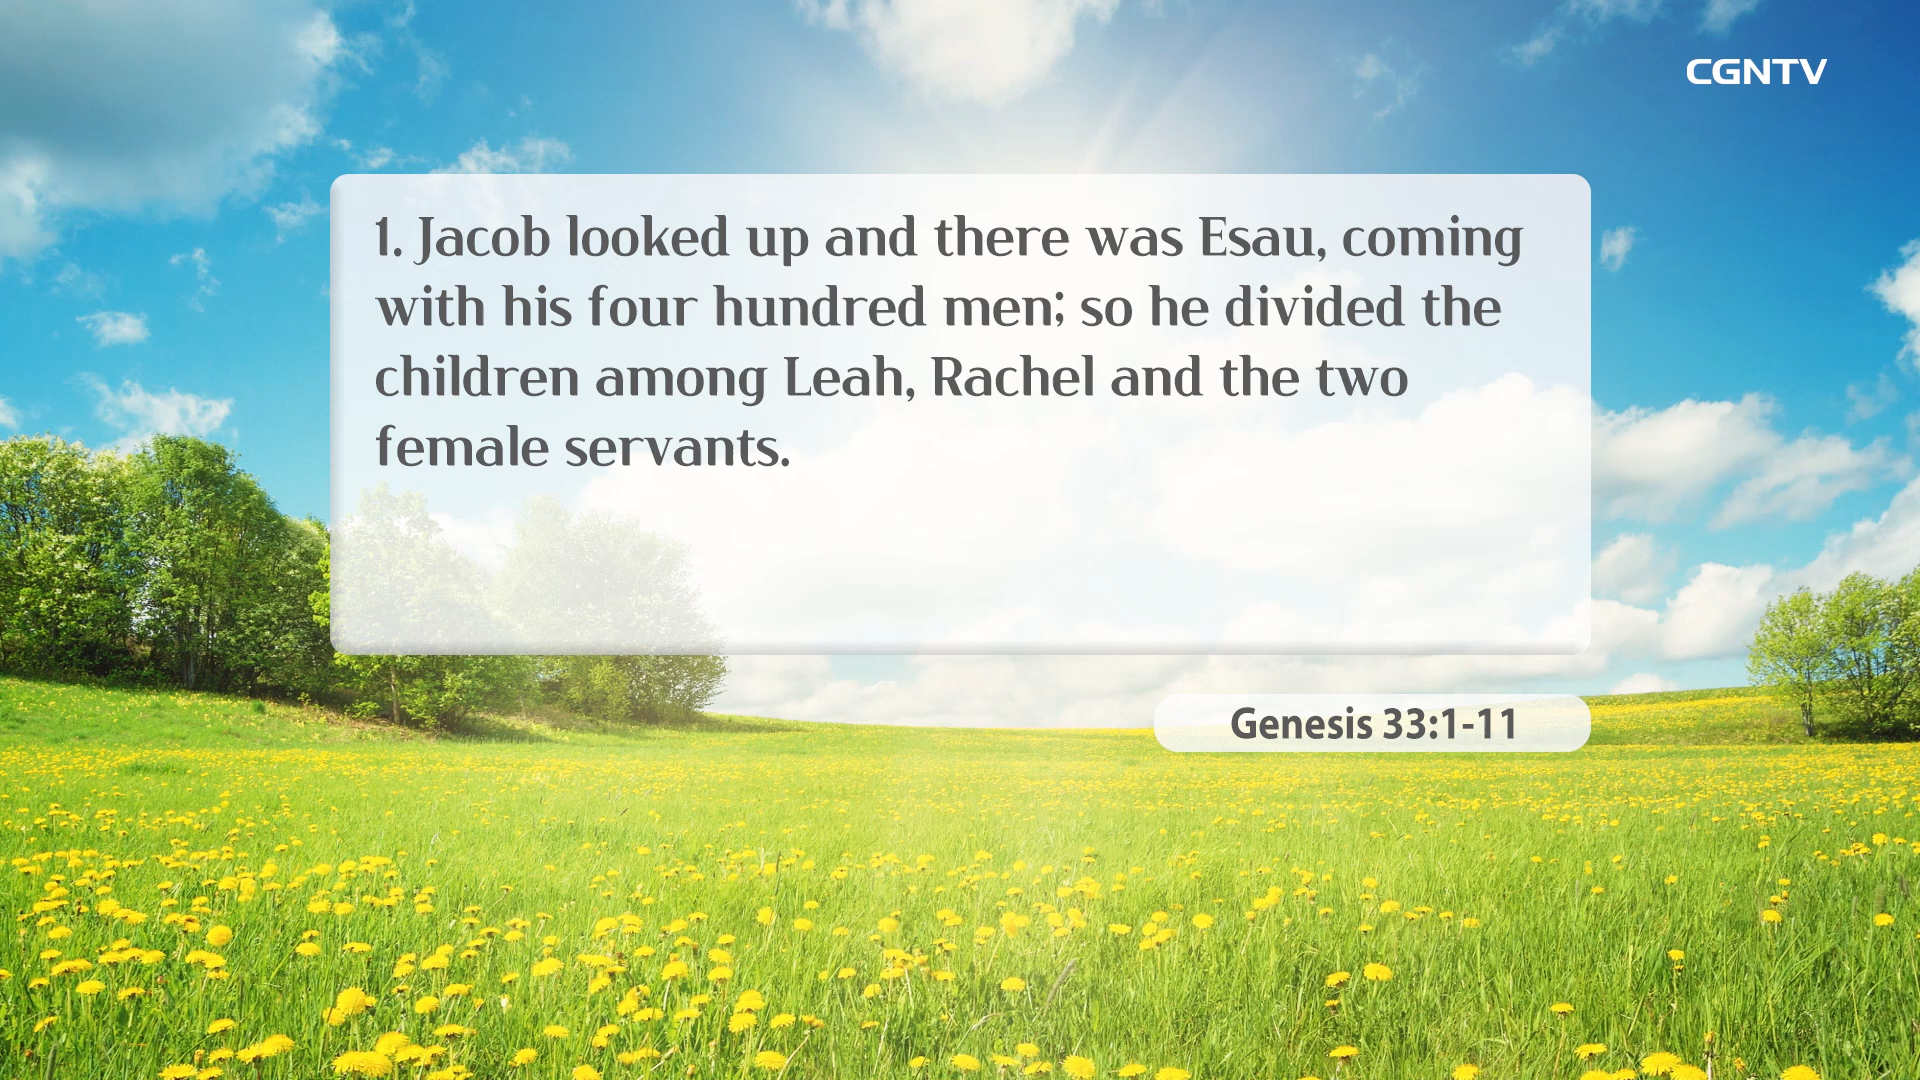 CGNTV
1. Jacob looked up and there was Esau, coming
with his four hundred men; so he divided the
children among Leah, Rachel and the two
female servants.
Genesis 33:1-11